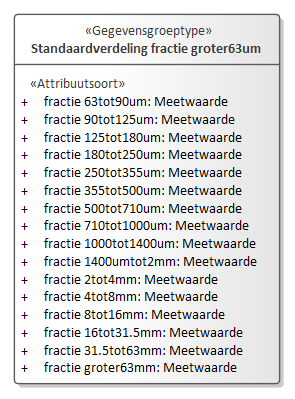 «Gegevensgroeptype»
Standaardverdeling fractie groter63um
«Attribuutsoort»
+ fractie 63tot90um: Meetwaarde
+ fractie 90tot125um: Meetwaarde
+ fractie 125tot180um: Meetwaarde
+ fractie 180tot250um: Meetwaarde
+ fractie 250tot355um: Meetwaarde
+ fractie 355tot500um: Meetwaarde
+ fractie 500tot710um: Meetwaarde
+ fractie 710tot1000um: Meetwaarde
+ fractie 1000tot1400um: Meetwaarde
+ fractie 1400umtot2mm: Meetwaarde
+ fractie 2tot4mm: Meetwaarde
+ fractie 4tot8mm: Meetwaarde
+ fractie 8tot16mm: Meetwaarde
+ fractie 16tot31.5mm: Meetwaarde
+ fractie 31.5tot63mm: Meetwaarde
+ fractie groter63mm: Meetwaarde